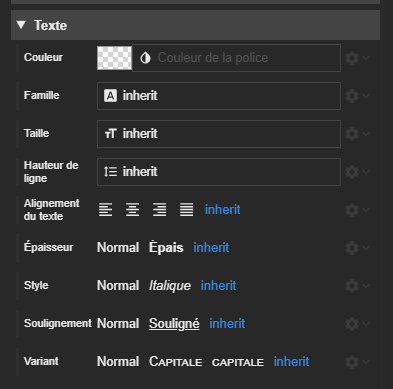 Texte
Couleur Couleur de la police
Famille inherit
Taille inherit
Hauteur de
ligne inherit
Alignement
du texte inherit
Épaisseur Normal Épais inherit
Style Normal Italique inherit
Soulignement Normal Souligné inherit
Variant Normal CAPITALE CAPITALE inherit